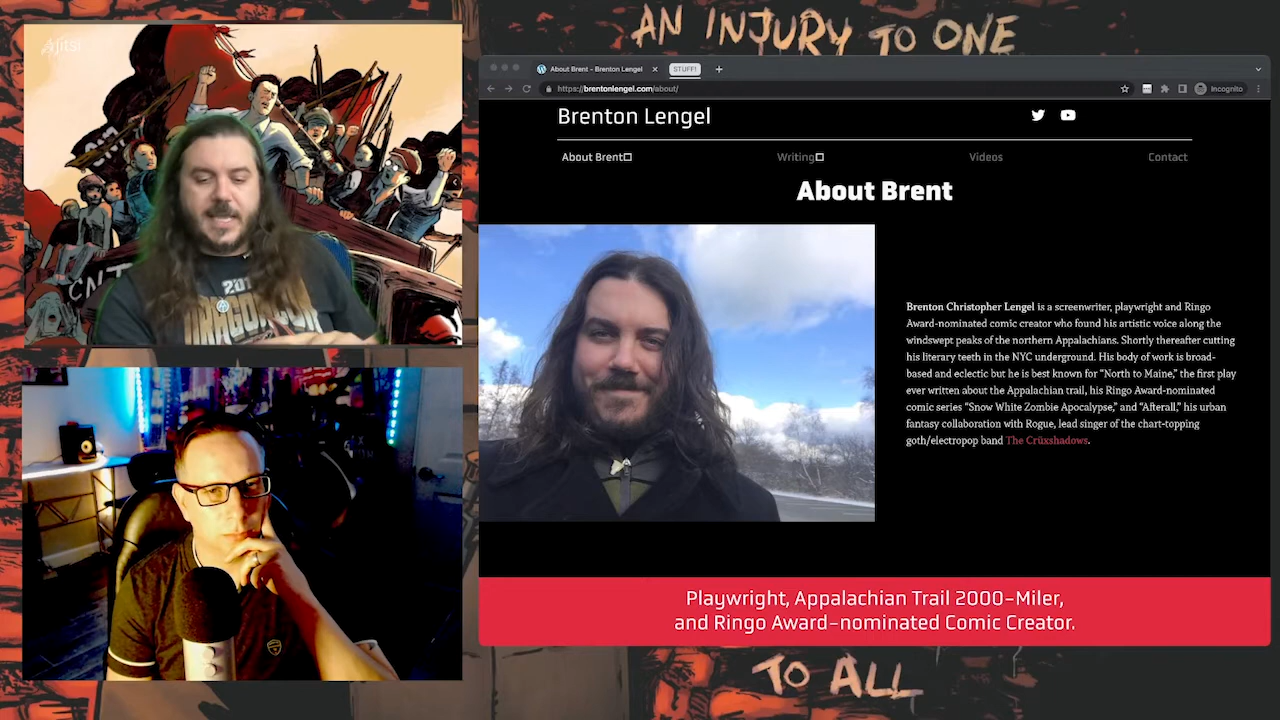 AN INJURY TO ONE
Jitsi
About Brent - Brenton Lengel
STUFF!
https://brentonlengel.com/about/
Incognito
Brenton Lengel
About Brent
Writing
Videos
Contact
About Brent
Brenton Christopher Lengel is a screenwriter, playwright and Ringo
Award-nominated comic creator who found his artistic voice along the
windswept peaks of the northern Appalachians. Shortly thereafter cutting
his literary teeth in the NYC underground. His body of work is broad-
based and eclectic but he is best known for “North to Maine,” the first play
ever written about the Appalachian trail, his Ringo Award-nominated
comic series “Snow White Zombie Apocalypse,” and “Afterall,” his urban
fantasy collaboration with Rogue, lead singer of the chart-topping
goth/electropop band The Crüxshadows.
Playwright, Appalachian Trail 2000-Miler,
and Ringo Award-nominated Comic Creator.
CNT
201
DRAGONCON
TO ALL